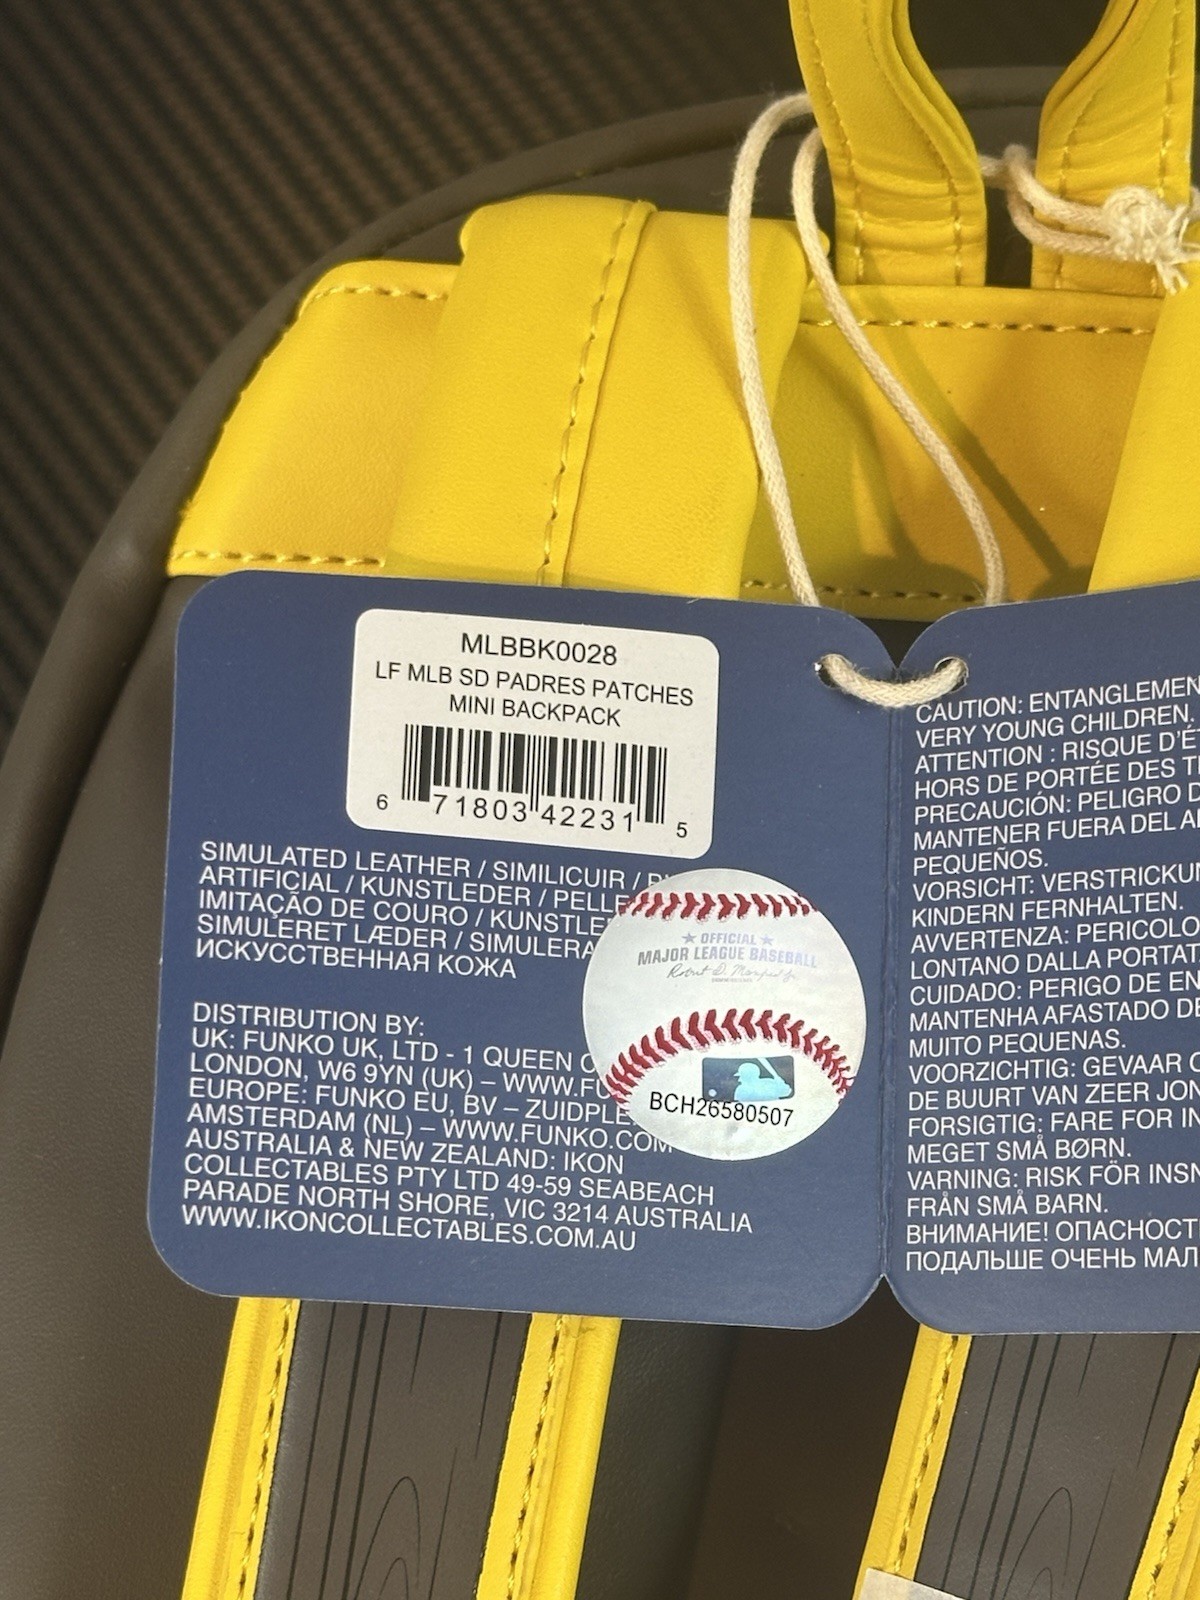 MLBBK0028
LF MLB SD PADRES PATCHES
MINI BACKPACK
6 71803 42231 5
SIMULATED LEATHER / SIMILICUIR /
ARTIFICIAL / KUNSTLEDER / PELLE
IMITAÇÃO DE COURO /
SIMULERET LÆDER /
ИСКУССТВЕННАЯ КОЖА
DISTRIBUTION BY:
UK: FUNKO UK, LTD - 1 QUEEN
LONDON, W6 9YN (UK) –
EUROPE: FUNKO EU, BV –
AMSTERDAM (NL) – WWW.FUNKO.COM
AUSTRALIA & NEW ZEALAND: IKON
COLLECTABLES PTY LTD 49-59 SEABEACH
PARADE NORTH SHORE, VIC 3214 AUSTRALIA
WWW.IKONCOLLECTABLES.COM.AU
OFFICIAL
MAJOR LEAGUE BASEBALL
BCH26580507
CAUTION:
VERY YOUNG CHILDREN.
ATTENTION : RISQUE
HORS DE PORTÉE DES
PRECAUCIÓN: PELIGRO
MANTENER FUERA DEL
PEQUEÑOS.
VORSICHT:
KINDERN FERNHALTEN.
AVVERTENZA:
LONTANO
CUIDADO: PERIGO DE
MANTENHA AFASTADO
MUITO PEQUENAS.
VOORZICHTIG: GEVAAR
DE BUURT VAN ZEER
FORSIGTIG: FARE FOR
MEGET SMÅ BØRN.
VARNING: RISK FÖR
FRÅN SMÅ BARN.
ВНИМАНИЕ!
ПОДАЛЬШЕ ОЧЕНЬ